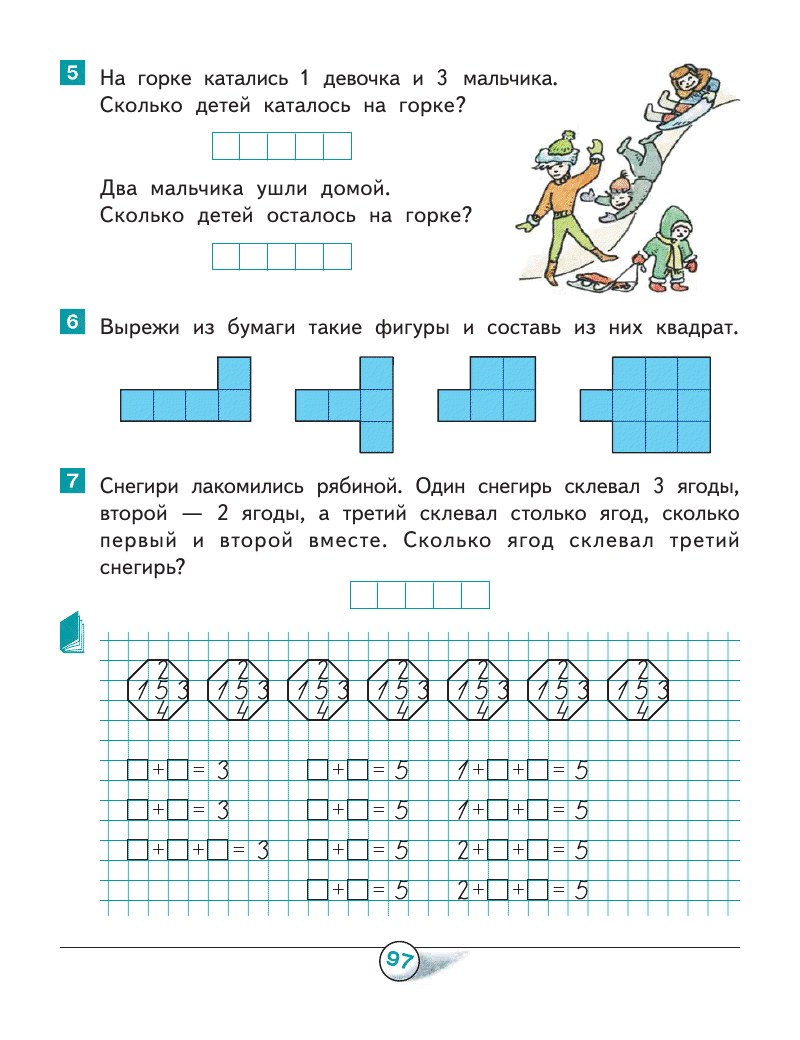 5 На горке катались 1 девочка и 3 мальчика.
Сколько детей каталось на горке?
Два мальчика ушли домой.
Сколько детей осталось на горке?
6 Вырежи из бумаги такие фигуры и составь из них квадрат.
7 Снегири лакомились рябиной. Один снегирь склевал 3 ягоды,
второй — 2 ягоды, а третий склевал столько ягод, сколько
первый и второй вместе. Сколько ягод склевал третий
снегирь?
2 2 2 2 2 2 2
1 5 3 1 5 3 1 5 3 1 5 3 1 5 3 1 5 3 1 5 3
4 4 4 4 4 4 4
□ + □ = 3 □ + □ = 5 1 + □ + □ = 5
□ + □ = 3 □ + □ = 5 1 + □ + □ = 5
□ + □ + □ = 3 □ + □ = 5 2 + □ + □ = 5
□ + □ = 5 2 + □ + □ = 5
97